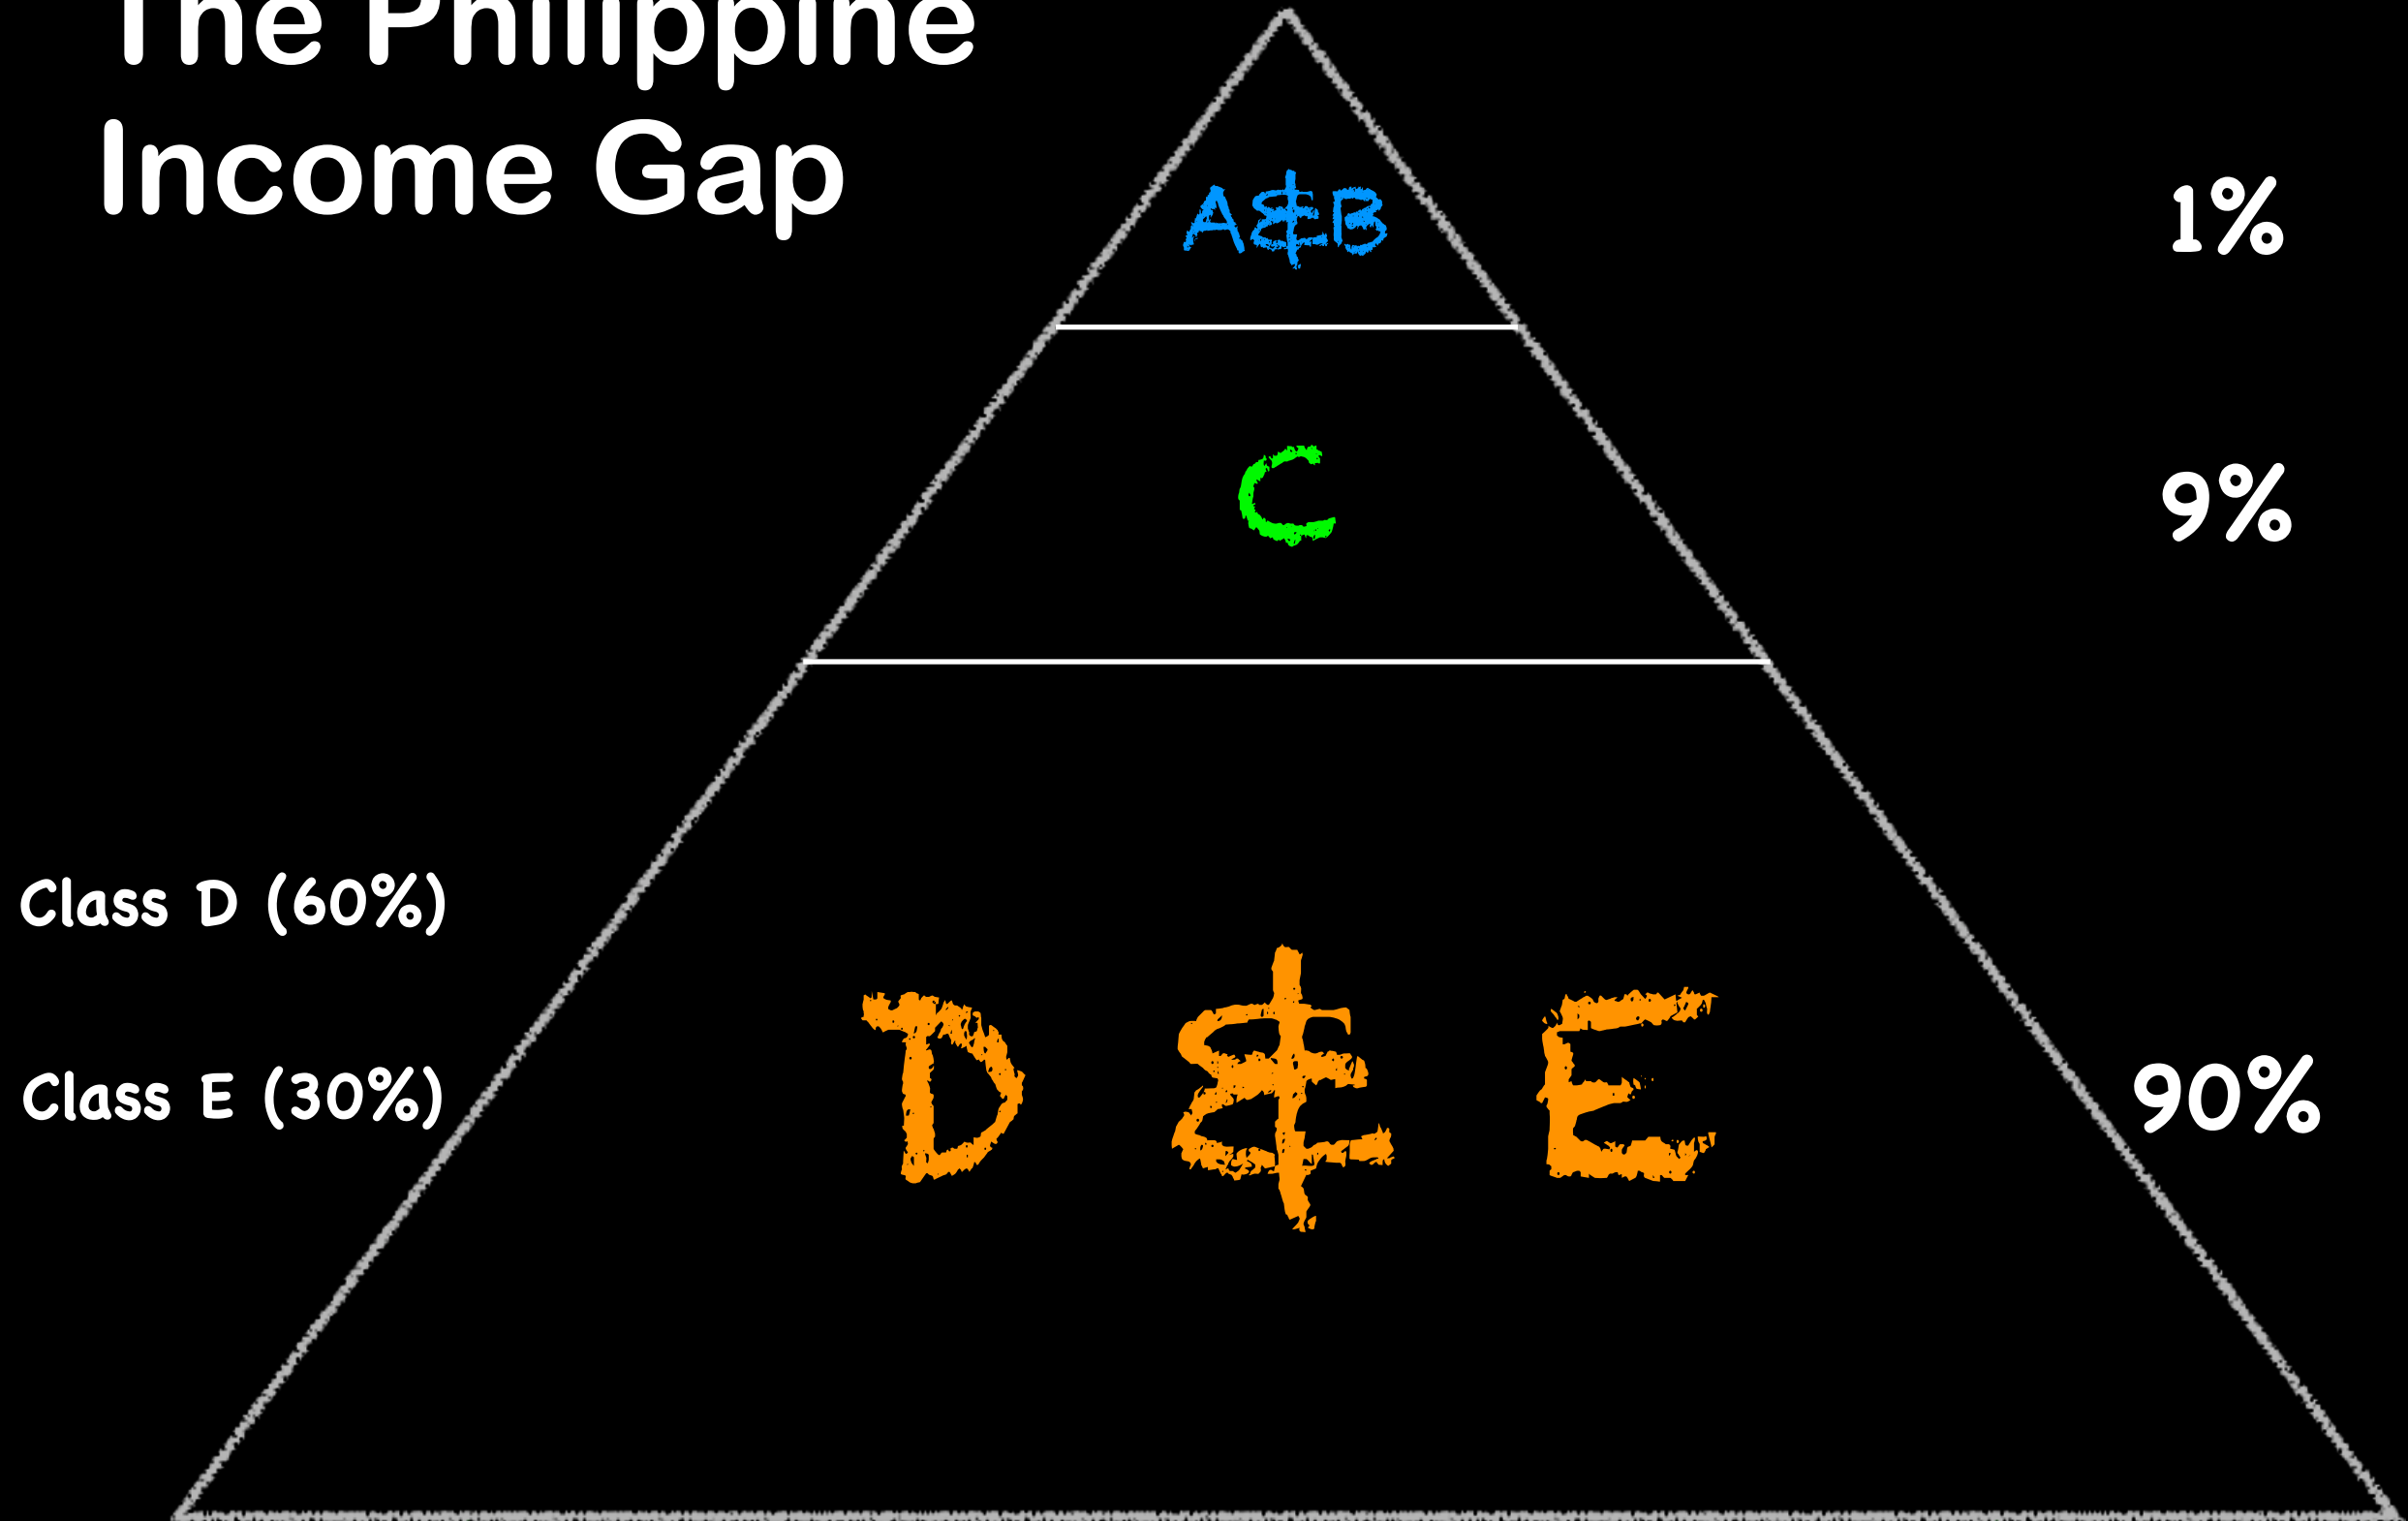 The Philippine
Income Gap
A & B
1%
C
9%
Class D (60%)
Class E (30%)
D & E
90%